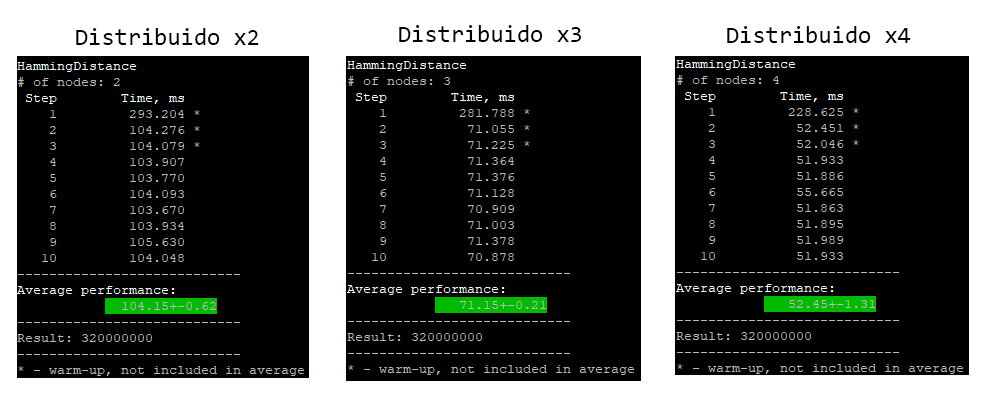 Distribuido x2
HammingDistance
# of nodes: 2
Step Time, ms
1 293.204 *
2 104.276 *
3 104.079 *
4 103.907
5 103.770
6 104.093
7 103.670
8 103.934
9 105.630
10 104.048
----------------------------
Average performance:
104.15+-0.62
----------------------------
Result: 320000000
----------------------------
* - warm-up, not included in average
Distribuido x3
HammingDistance
# of nodes: 3
Step Time, ms
1 281.788 *
2 71.055 *
3 71.225 *
4 71.364
5 71.376
6 71.128
7 70.909
8 71.003
9 71.378
10 70.878
----------------------------
Average performance:
71.15+-0.21
----------------------------
Result: 320000000
----------------------------
* - warm-up, not included in average
Distribuido x4
HammingDistance
# of nodes: 4
Step Time, ms
1 228.625 *
2 52.451 *
3 52.046 *
4 51.933
5 51.886
6 55.665
7 51.863
8 51.895
9 51.989
10 51.933
----------------------------
Average performance:
52.45+-1.31
----------------------------
Result: 320000000
----------------------------
* - warm-up, not included in average